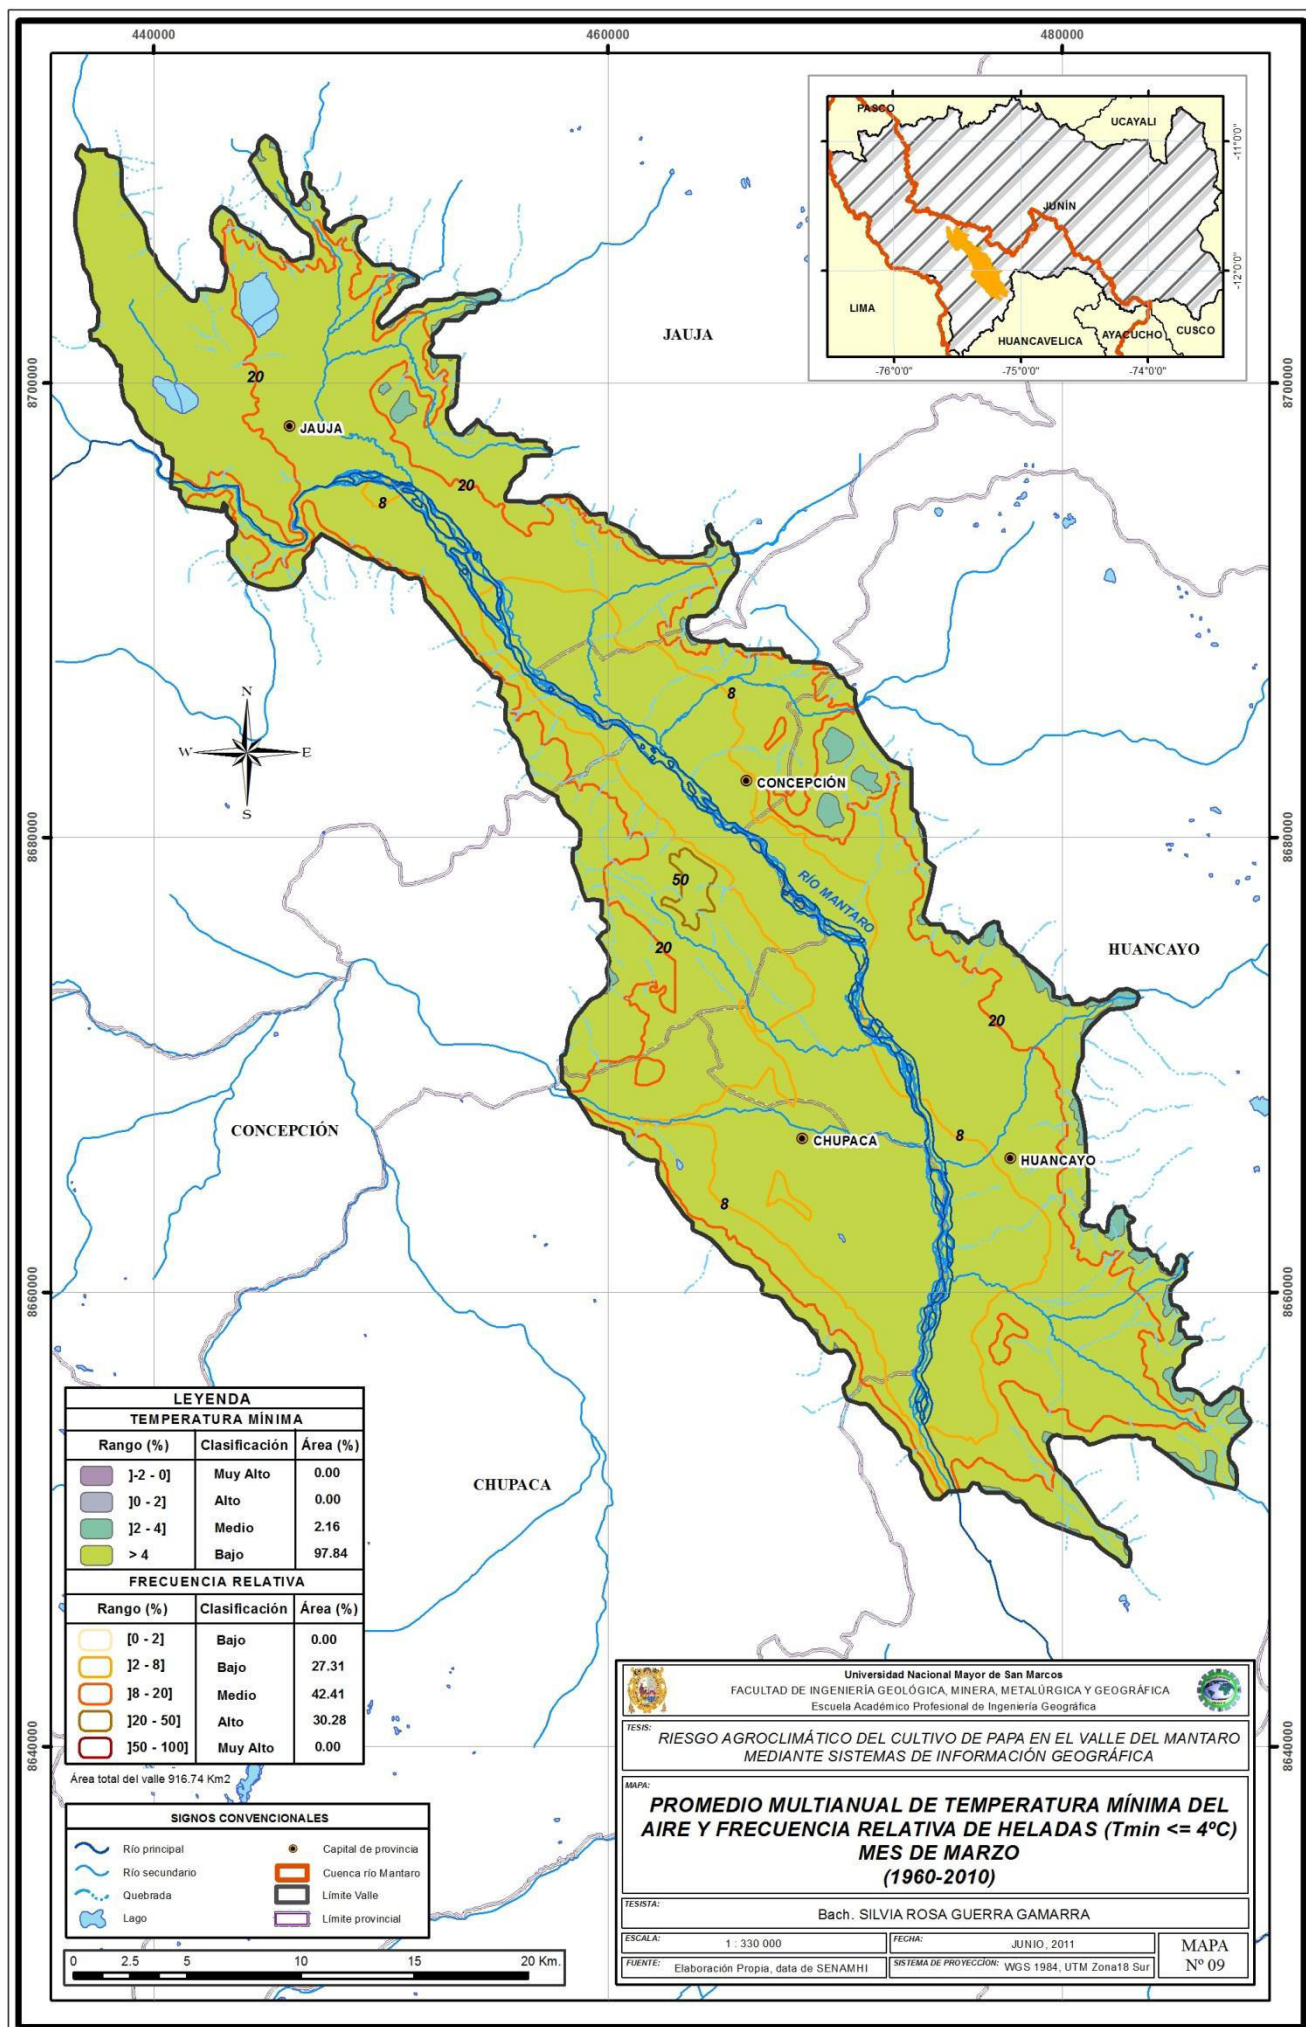 440000
460000
480000
PASCO
UCAYALI
JUNÍN
LIMA
HUANCAVELICA
AYACUCHO
CUSCO
-11°0'0"
-12°0'0"
-76°0'0"
-75°0'0"
-74°0'0"
JAUJA
8700000
8700000
20
JAUJA
20
8
8
N
W
E
S
CONCEPCIÓN
8680000
8680000
50
RÍO MANTARO
20
HUANCAYO
20
CONCEPCIÓN
8
CHUPACA
HUANCAYO
8
8660000
8660000
CHUPACA
LEYENDA
TEMPERATURA MÍNIMA
Rango (%) Clasificación Área (%)
]-2 - 0] Muy Alto 0.00
]0 - 2] Alto 0.00
]2 - 4] Medio 2.16
> 4 Bajo 97.84
FRECUENCIA RELATIVA
Rango (%) Clasificación Área (%)
[0 - 2] Bajo 0.00
]2 - 8] Bajo 27.31
]8 - 20] Medio 42.41
]20 - 50] Alto 30.28
]50 - 100] Muy Alto 0.00
8640000
8640000
Área total del valle 916.74 Km2
SIGNOS CONVENCIONALES
Río principal
Río secundario
Quebrada
Lago
Capital de provincia
Cuenca río Mantaro
Límite Valle
Límite provincial
0 2.5 5 10 15 20 Km.
Universidad Nacional Mayor de San Marcos
FACULTAD DE INGENIERÍA GEOLÓGICA, MINERA, METALÚRGICA Y GEOGRÁFICA
Escuela Académico Profesional de Ingeniería Geográfica
TESIS:
RIESGO AGROCLIMÁTICO DEL CULTIVO DE PAPA EN EL VALLE DEL MANTARO
MEDIANTE SISTEMAS DE INFORMACIÓN GEOGRÁFICA
MAPA:
PROMEDIO MULTIANUAL DE TEMPERATURA MÍNIMA DEL
AIRE Y FRECUENCIA RELATIVA DE HELADAS (Tmin <= 4ºC)
MES DE MARZO
(1960-2010)
TESISTA:
Bach. SILVIA ROSA GUERRA GAMARRA
ESCALA: 1 : 330 000
FECHA: JUNIO, 2011
FUENTE: Elaboración Propia, data de SENAMHI
SISTEMA DE PROYECCIÓN: WGS 1984, UTM Zona18 Sur
MAPA
Nº 09